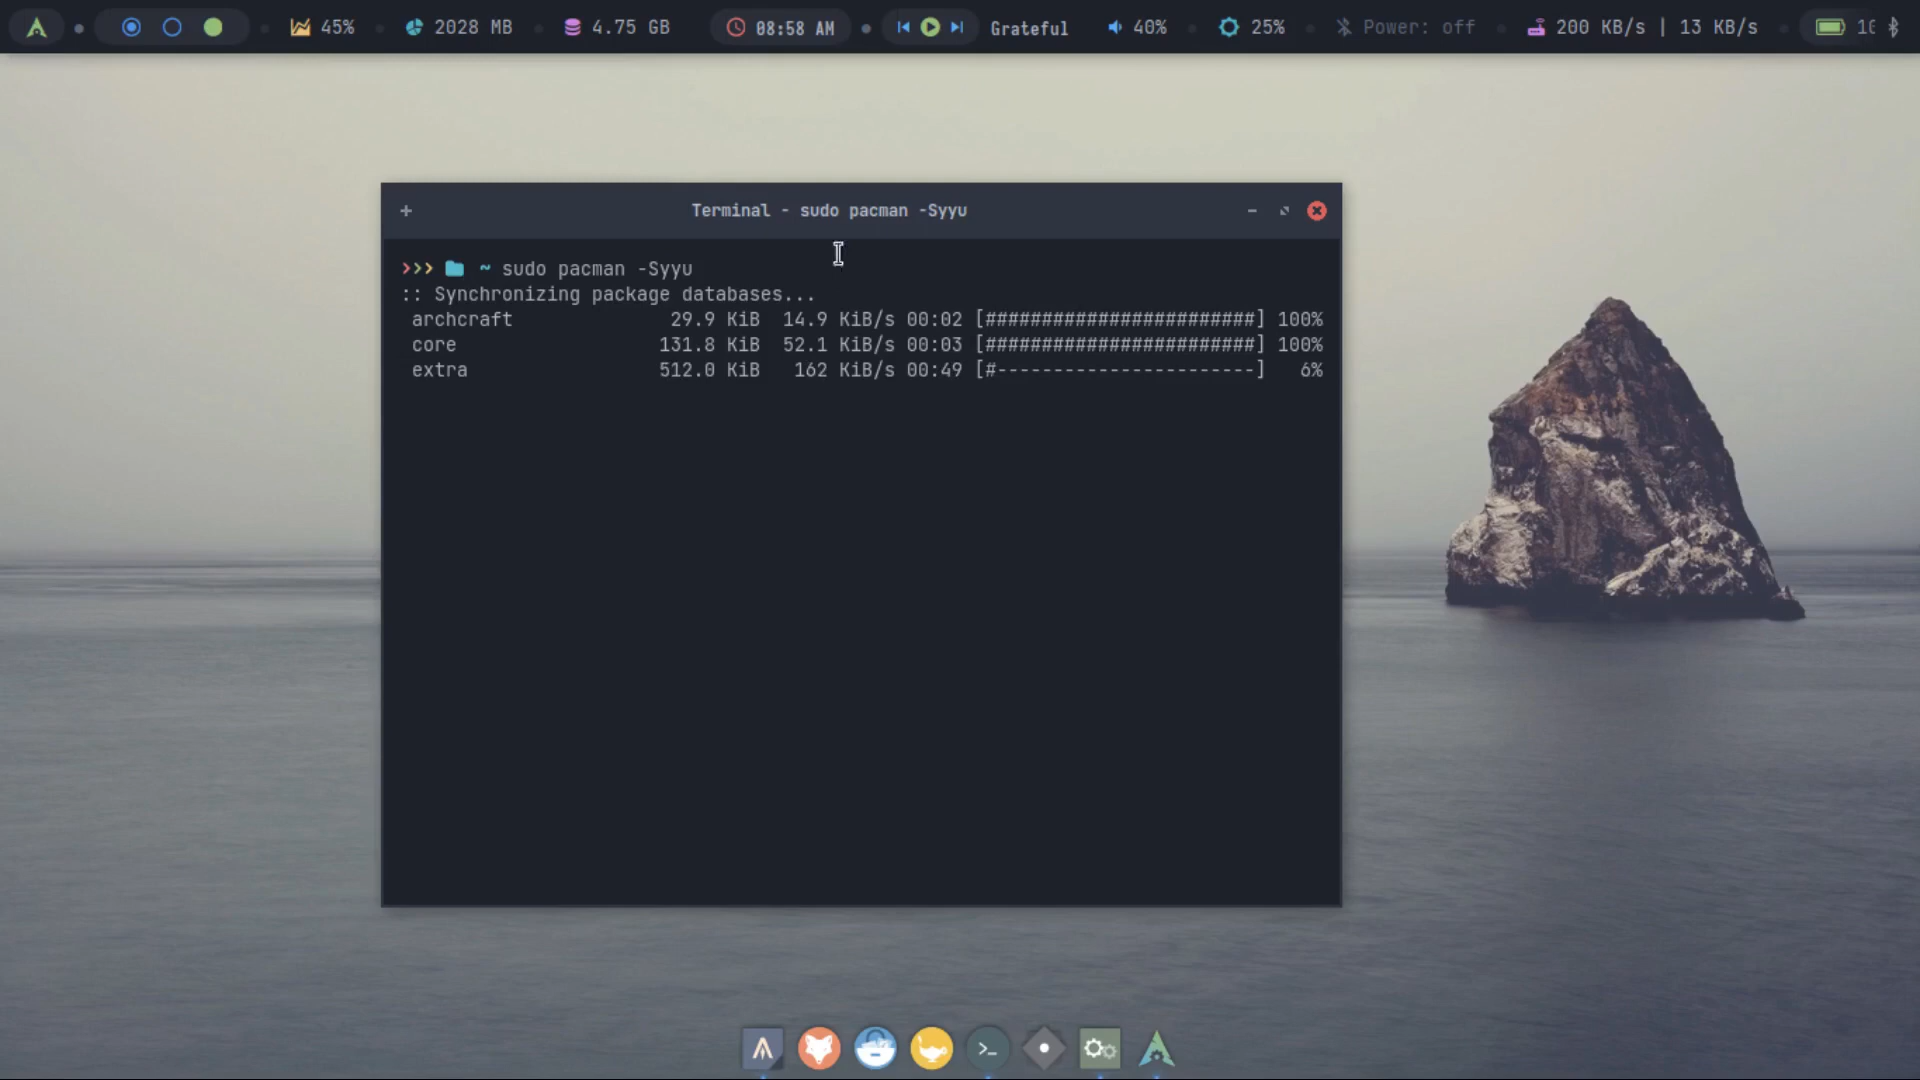 45% 2028 MB 4.75 GB 08:58 AM Grateful 40% 25% Power: off 200 KB/s | 13 KB/s
Terminal - sudo pacman -Syyu
>>> ~ sudo pacman -Syyu
:: Synchronizing package databases...
archcraft 29.9 KiB 14.9 KiB/s 00:02 [########################] 100%
core 131.8 KiB 52.1 KiB/s 00:03 [########################] 100%
extra 512.0 KiB 162 KiB/s 00:49 [#-----------------------] 6%